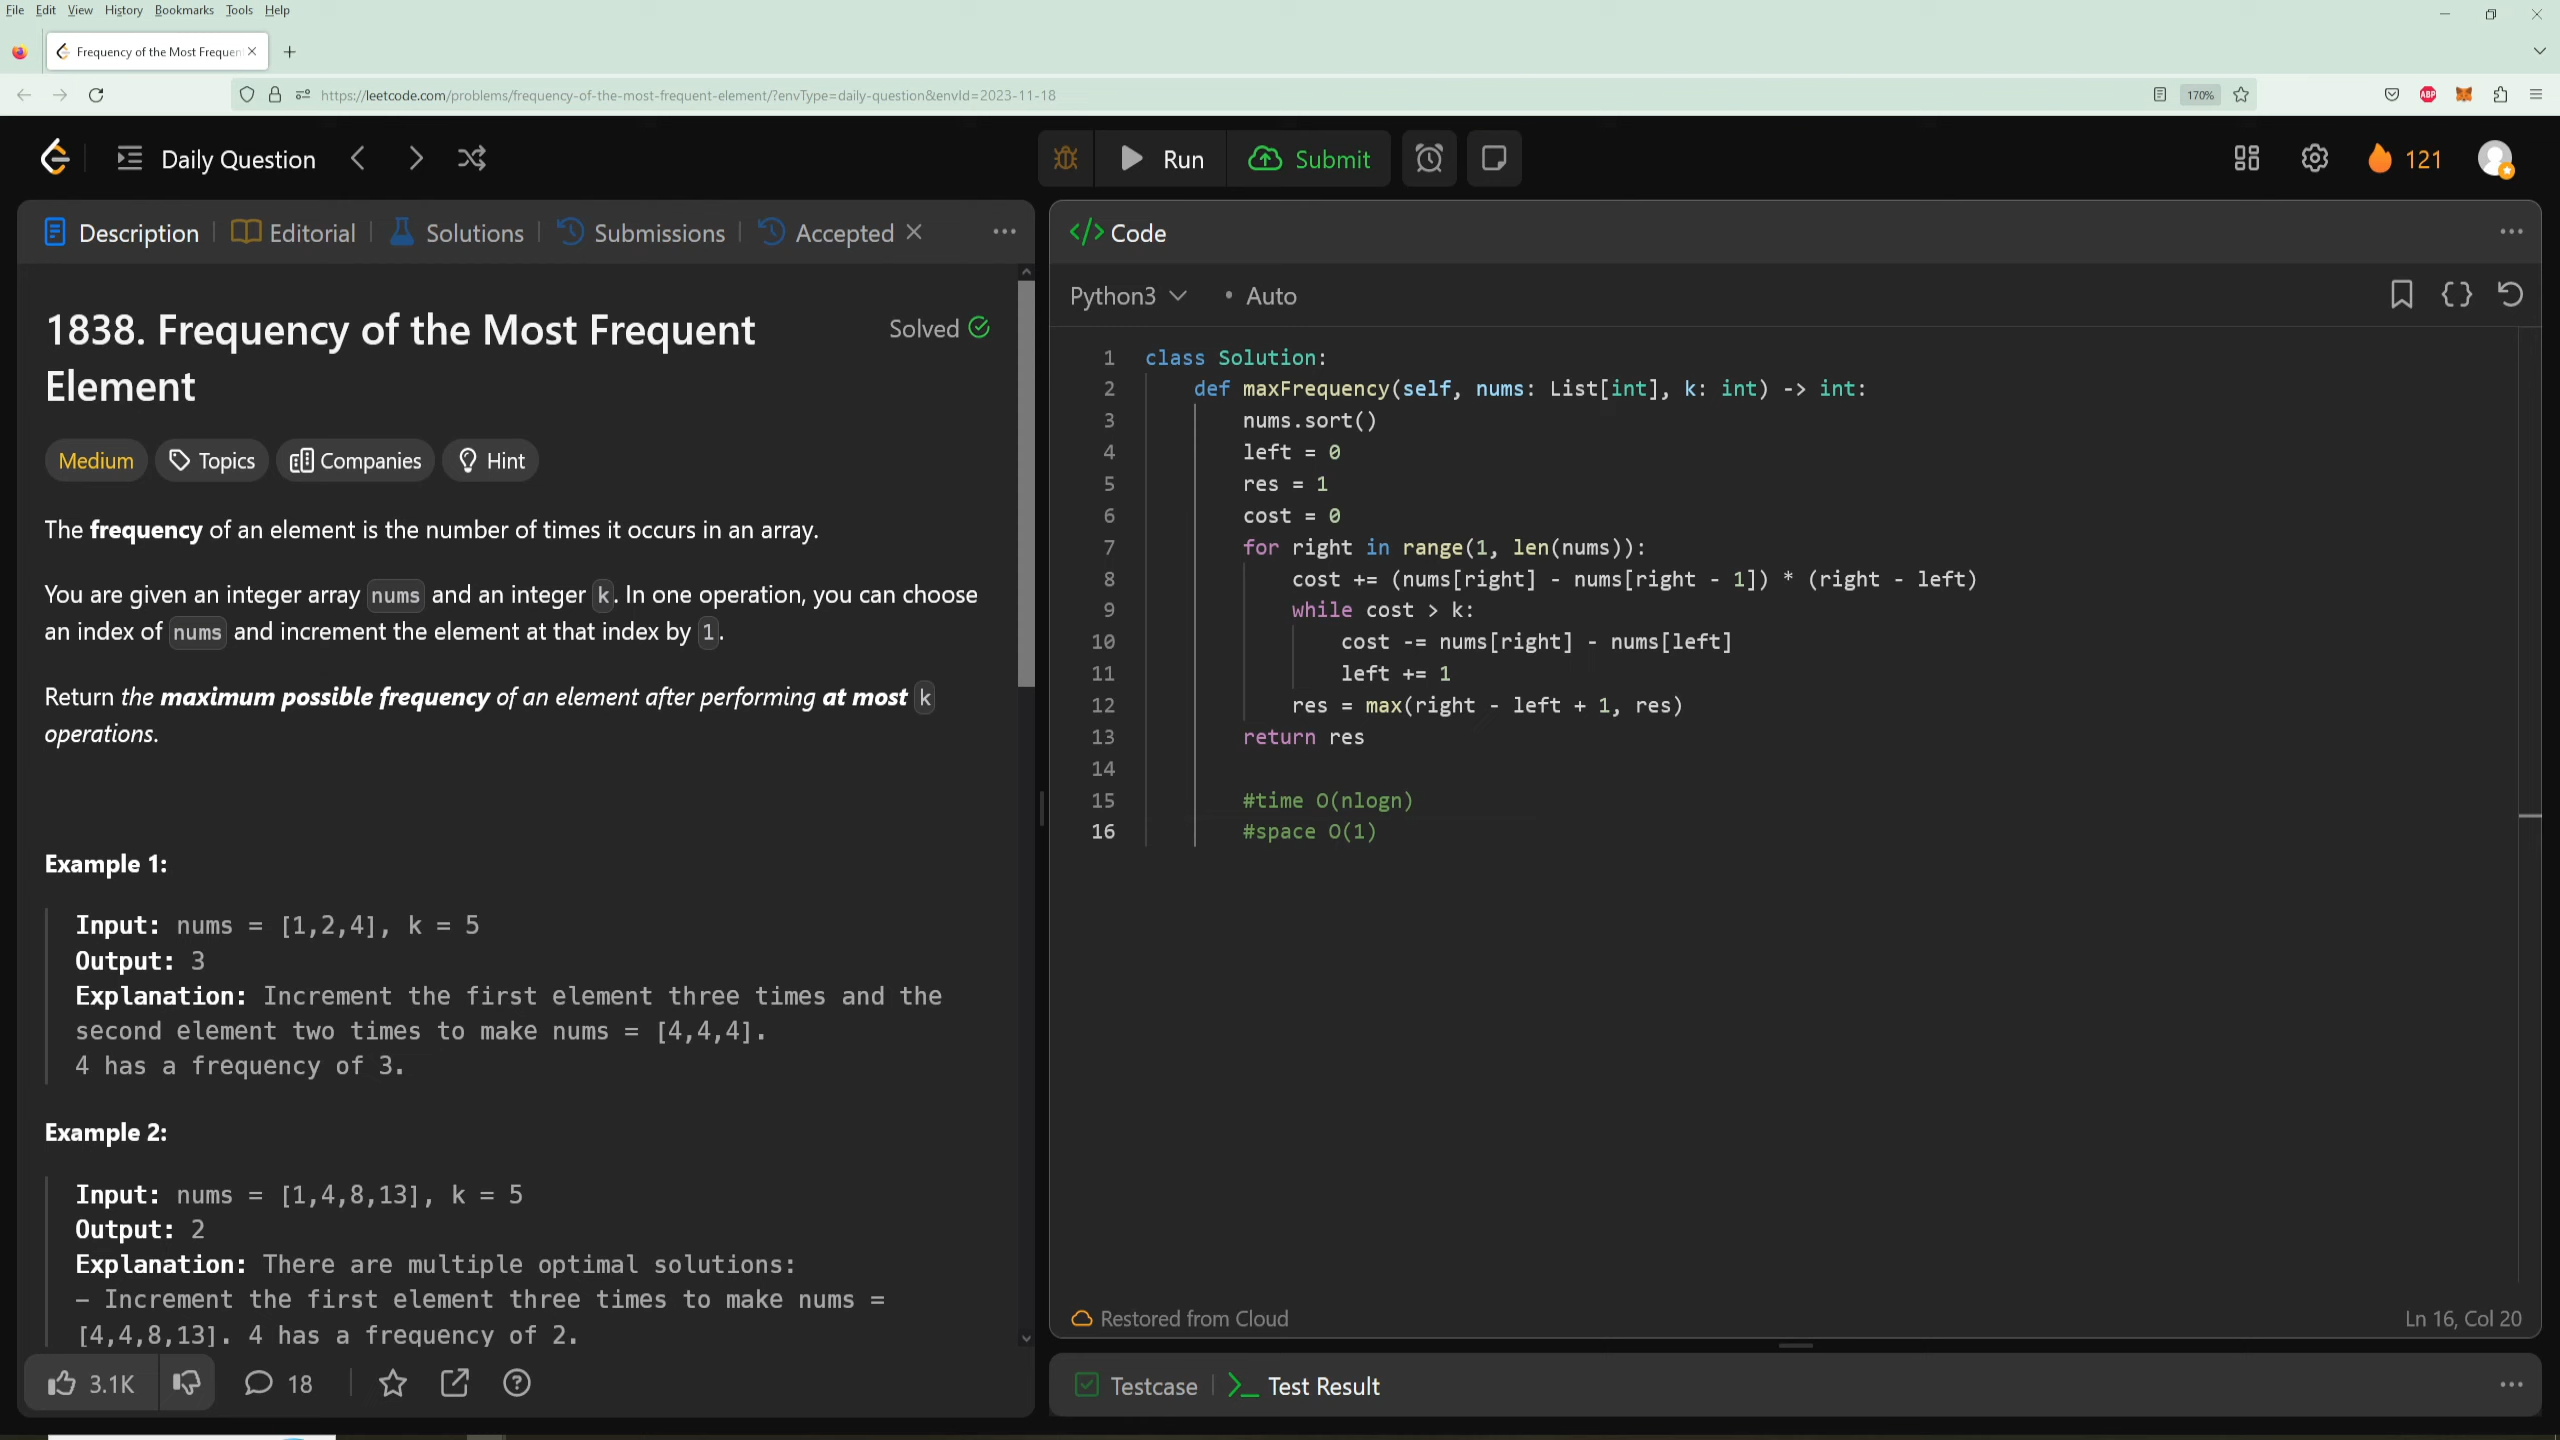 File Edit View History Bookmarks Tools Help
Frequency of the Most Frequen
https://leetcode.com/problems/frequency-of-the-most-frequent-element/?envType=daily-question&envId=2023-11-18
170%
ABP
Daily Question
Run
Submit
121
Description
Editorial
Solutions
Submissions
Accepted
1838. Frequency of the Most Frequent
Element
Solved
Medium
Topics
Companies
Hint
The frequency of an element is the number of times it occurs in an array.
You are given an integer array nums and an integer k. In one operation, you can choose
an index of nums and increment the element at that index by 1.
Return the maximum possible frequency of an element after performing at most k
operations.
Example 1:
Input: nums = [1,2,4], k = 5
Output: 3
Explanation: Increment the first element three times and the
second element two times to make nums = [4,4,4].
4 has a frequency of 3.
Example 2:
Input: nums = [1,4,8,13], k = 5
Output: 2
Explanation: There are multiple optimal solutions:
- Increment the first element three times to make nums =
[4,4,8,13]. 4 has a frequency of 2.
3.1K
18
</> Code
Python3
• Auto
1 class Solution:
2 def maxFrequency(self, nums: List[int], k: int) -> int:
3 nums.sort()
4 left = 0
5 res = 1
6 cost = 0
7 for right in range(1, len(nums)):
8 cost += (nums[right] - nums[right - 1]) * (right - left)
9 while cost > k:
10 cost -= nums[right] - nums[left]
11 left += 1
12 res = max(right - left + 1, res)
13 return res
14
15 #time O(nlogn)
16 #space O(1)
Restored from Cloud
Ln 16, Col 20
Testcase
Test Result